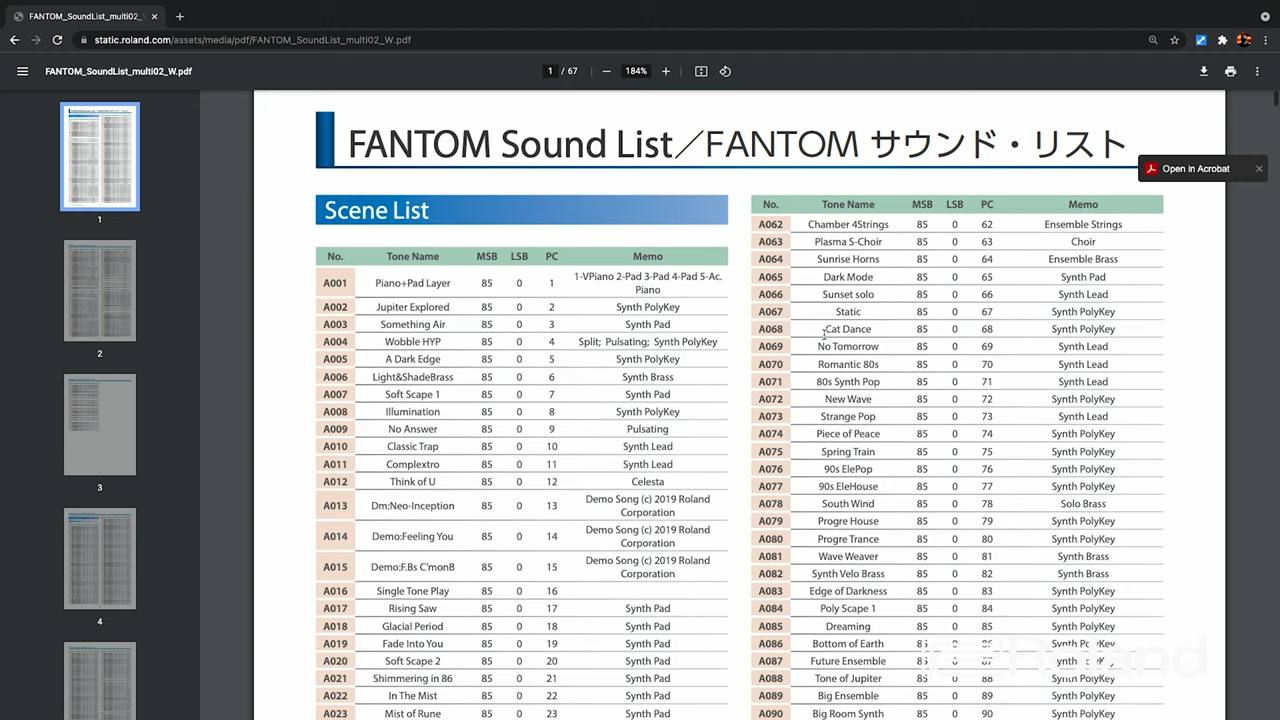 FANTOM_SoundList_multi02_W
static.roland.com/assets/media/pdf/FANTOM_SoundList_multi02_W.pdf
FANTOM_SoundList_multi02_W.pdf
1 / 67
184%
FANTOM Sound List／FANTOM サウンド・リスト
Open in Acrobat
Scene List
No. Tone Name MSB LSB PC Memo
A001 Piano+Pad Layer 85 0 1 1-VPiano 2-Pad 3-Pad 4-Pad 5-Ac. Piano
A002 Jupiter Explored 85 0 2 Synth PolyKey
A003 Something Air 85 0 3 Synth Pad
A004 Wobble HYP 85 0 4 Split; Pulsating; Synth PolyKey
A005 A Dark Edge 85 0 5 Synth PolyKey
A006 Light&ShadeBrass 85 0 6 Synth Brass
A007 Soft Scape 1 85 0 7 Synth Pad
A008 Illumination 85 0 8 Synth PolyKey
A009 No Answer 85 0 9 Pulsating
A010 Classic Trap 85 0 10 Synth Lead
A011 Complextro 85 0 11 Synth Lead
A012 Think of U 85 0 12 Celesta
A013 Dm:Neo-Inception 85 0 13 Demo Song (c) 2019 Roland Corporation
A014 Demo:Feeling You 85 0 14 Demo Song (c) 2019 Roland Corporation
A015 Demo:F.Bs C'monB 85 0 15 Demo Song (c) 2019 Roland Corporation
A016 Single Tone Play 85 0 16
A017 Rising Saw 85 0 17 Synth Pad
A018 Glacial Period 85 0 18 Synth Pad
A019 Fade Into You 85 0 19 Synth Pad
A020 Soft Scape 2 85 0 20 Synth Pad
A021 Shimmering in 86 85 0 21 Synth Pad
A022 In The Mist 85 0 22 Synth Pad
A023 Mist of Rune 85 0 23 Synth Pad
No. Tone Name MSB LSB PC Memo
A062 Chamber 4Strings 85 0 62 Ensemble Strings
A063 Plasma S-Choir 85 0 63 Choir
A064 Sunrise Horns 85 0 64 Ensemble Brass
A065 Dark Mode 85 0 65 Synth Pad
A066 Sunset solo 85 0 66 Synth Lead
A067 Static 85 0 67 Synth PolyKey
A068 Cat Dance 85 0 68 Synth PolyKey
A069 No Tomorrow 85 0 69 Synth Lead
A070 Romantic 80s 85 0 70 Synth Lead
A071 80s Synth Pop 85 0 71 Synth Lead
A072 New Wave 85 0 72 Synth PolyKey
A073 Strange Pop 85 0 73 Synth Lead
A074 Piece of Peace 85 0 74 Synth PolyKey
A075 Spring Train 85 0 75 Synth PolyKey
A076 90s ElePop 85 0 76 Synth PolyKey
A077 90s EleHouse 85 0 77 Synth PolyKey
A078 South Wind 85 0 78 Solo Brass
A079 Progre House 85 0 79 Synth PolyKey
A080 Progre Trance 85 0 80 Synth PolyKey
A081 Wave Weaver 85 0 81 Synth Brass
A082 Synth Velo Brass 85 0 82 Synth Brass
A083 Edge of Darkness 85 0 83 Synth PolyKey
A084 Poly Scape 1 85 0 84 Synth PolyKey
A085 Dreaming 85 0 85 Synth PolyKey
A086 Bottom of Earth 85 0 86 Synth PolyKey
A087 Future Ensemble 85 0 87 Synth PolyKey
A088 Tone of Jupiter 85 0 88 Synth PolyKey
A089 Big Ensemble 85 0 89 Synth PolyKey
A090 Big Room Synth 85 0 90 Synth PolyKey
Roland
1
2
3
4